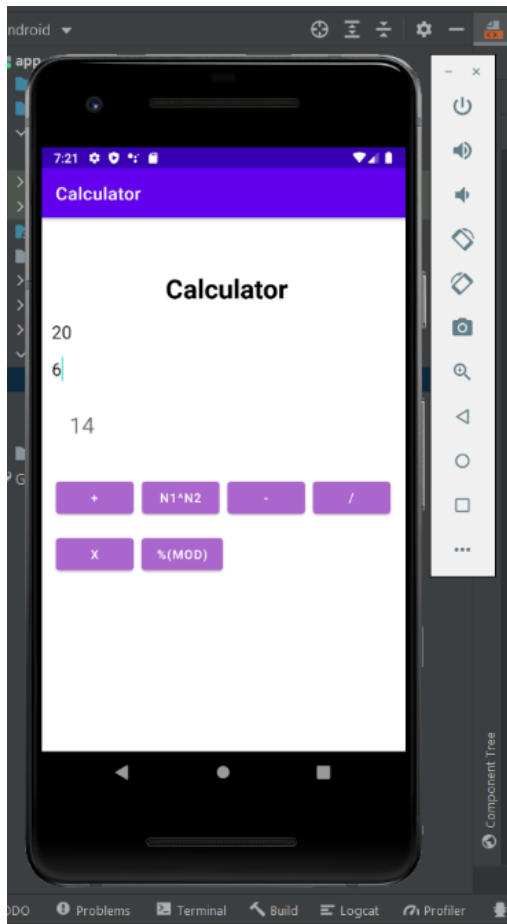 ndroid
app
7:21
Calculator
Calculator
20
6
14
+ N1^N2 - /
X %(MOD)
G
Component Tree
ODO Problems Terminal Build Logcat Profiler